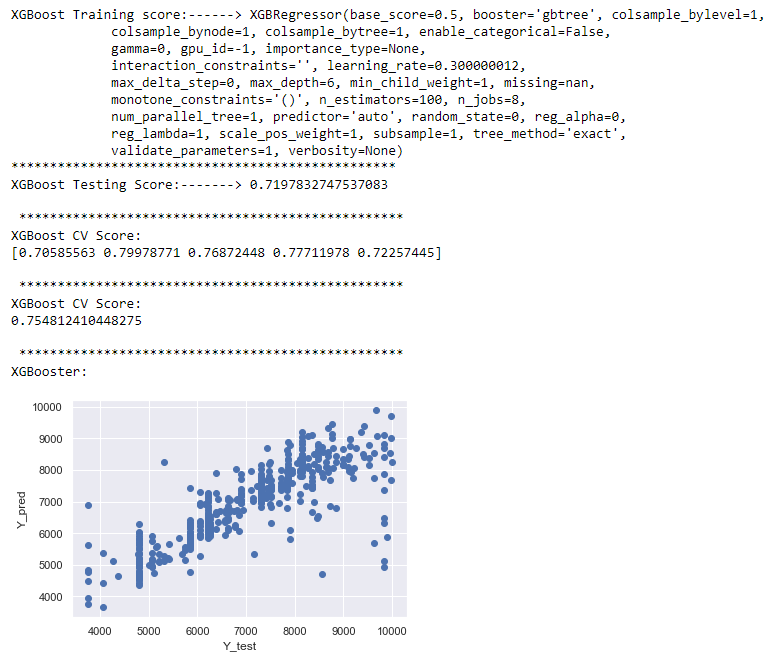 XGBoost Training score:------> XGBRegressor(base_score=0.5, booster='gbtree', colsample_bylevel=1,
             colsample_bynode=1, colsample_bytree=1, enable_categorical=False,
             gamma=0, gpu_id=-1, importance_type=None,
             interaction_constraints='', learning_rate=0.300000012,
             max_delta_step=0, max_depth=6, min_child_weight=1, missing=nan,
             monotone_constraints='()', n_estimators=100, n_jobs=8,
             num_parallel_tree=1, predictor='auto', random_state=0, reg_alpha=0,
             reg_lambda=1, scale_pos_weight=1, subsample=1, tree_method='exact',
             validate_parameters=1, verbosity=None)
**************************************************
XGBoost Testing Score:-------> 0.7197832747537083
 **************************************************
XGBoost CV Score:
[0.70585563 0.79978771 0.76872448 0.77711978 0.72257445]
 **************************************************
XGBoost CV Score:
0.754812410448275
 **************************************************
XGBooster:
10000
9000
8000
7000
6000
5000
4000
Y_pred
4000 5000 6000 7000 8000 9000 10000
Y_test